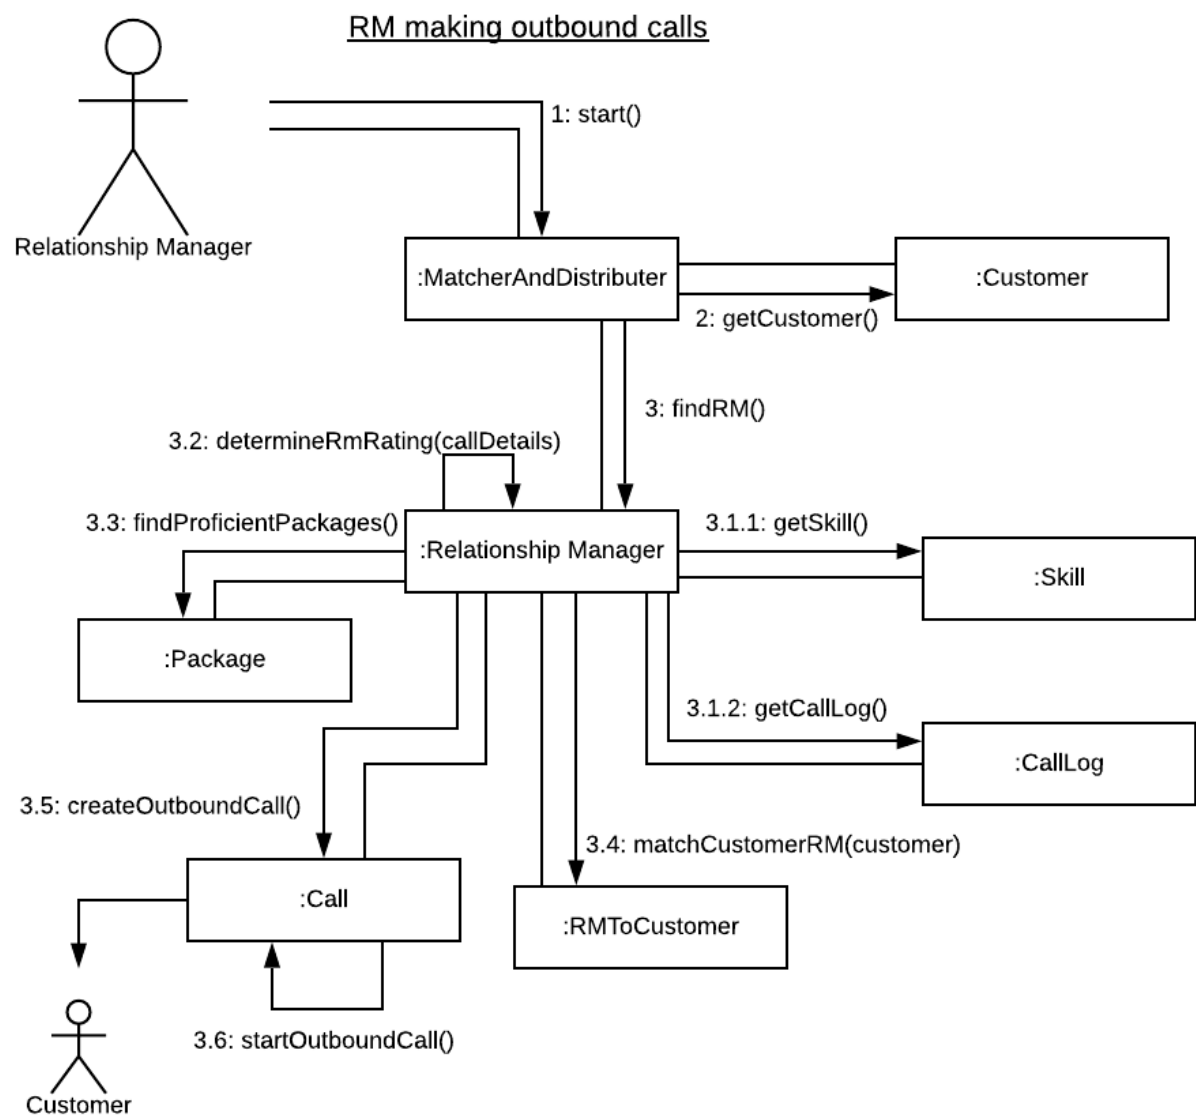 RM making outbound calls
1: start()
Relationship Manager
:MatcherAndDistributer
:Customer
2: getCustomer()
3: findRM()
3.2: determineRmRating(callDetails)
3.3: findProficientPackages()
:Relationship Manager
3.1.1: getSkill()
:Skill
:Package
3.1.2: getCallLog()
:CallLog
3.5: createOutboundCall()
3.4: matchCustomerRM(customer)
:Call
:RMToCustomer
3.6: startOutboundCall()
Customer